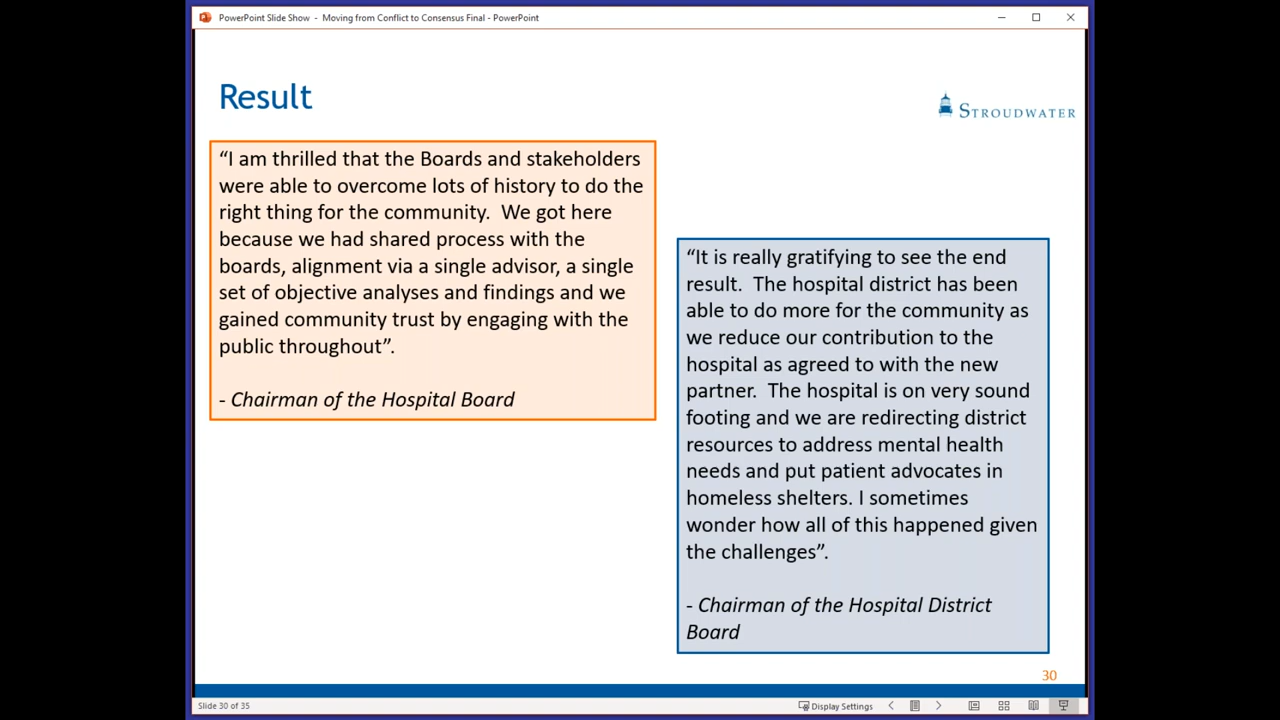 PowerPoint Slide Show - Moving from Conflict to Consensus Final - PowerPoint
Result
STROUDWATER
“I am thrilled that the Boards and stakeholders
were able to overcome lots of history to do the
right thing for the community.  We got here
because we had shared process with the
boards, alignment via a single advisor, a single
set of objective analyses and findings and we
gained community trust by engaging with the
public throughout”.
- Chairman of the Hospital Board
“It is really gratifying to see the end
result.  The hospital district has been
able to do more for the community as
we reduce our contribution to the
hospital as agreed to with the new
partner.  The hospital is on very sound
footing and we are redirecting district
resources to address mental health
needs and put patient advocates in
homeless shelters. I sometimes
wonder how all of this happened given
the challenges”.
- Chairman of the Hospital District
Board
30
Slide 30 of 35
Display Settings